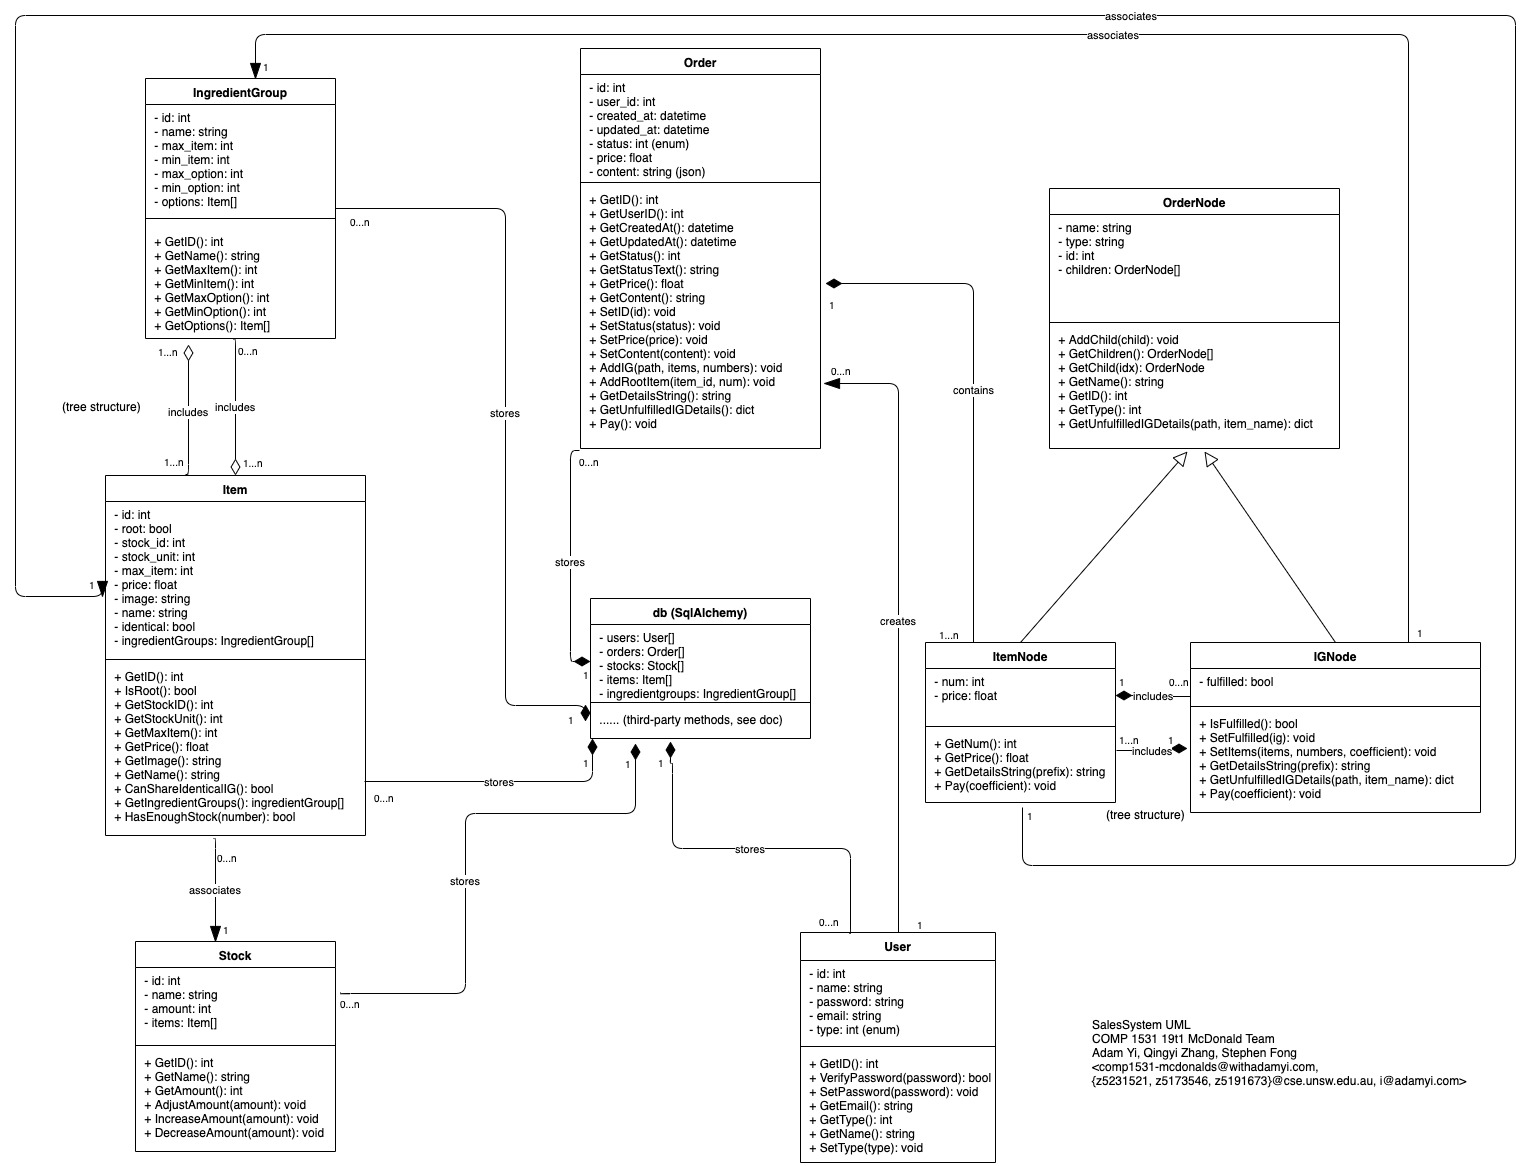 associates
associates
1
IngredientGroup
- id: int
- name: string
- max_item: int
- min_item: int
- max_option: int
- min_option: int
- options: Item[]
+ GetID(): int
+ GetName(): string
+ GetMaxItem(): int
+ GetMinItem(): int
+ GetMaxOption(): int
+ GetMinOption(): int
+ GetOptions(): Item[]
0...n
1...n
0...n
(tree structure)
includes
includes
1...n
1...n
stores
Order
- id: int
- user_id: int
- created_at: datetime
- updated_at: datetime
- status: int (enum)
- price: float
- content: string (json)
+ GetID(): int
+ GetUserID(): int
+ GetCreatedAt(): datetime
+ GetUpdatedAt(): datetime
+ GetStatus(): int
+ GetStatusText(): string
+ GetPrice(): float
+ GetContent(): string
+ SetID(id): void
+ SetStatus(status): void
+ SetPrice(price): void
+ SetContent(content): void
+ AddIG(path, items, numbers): void
+ AddRootItem(item_id, num): void
+ GetDetailsString(): string
+ GetUnfulfilledIGDetails(): dict
+ Pay(): void
1
0...n
contains
0...n
stores
creates
OrderNode
- name: string
- type: string
- id: int
- children: OrderNode[]
+ AddChild(child): void
+ GetChildren(): OrderNode[]
+ GetChild(idx): OrderNode
+ GetName(): string
+ GetID(): int
+ GetType(): int
+ GetUnfulfilledIGDetails(path, item_name): dict
Item
- id: int
- root: bool
- stock_id: int
- stock_unit: int
- max_item: int
- price: float
- image: string
- name: string
- identical: bool
- ingredientGroups: IngredientGroup[]
1
+ GetID(): int
+ IsRoot(): bool
+ GetStockID(): int
+ GetStockUnit(): int
+ GetMaxItem(): int
+ GetPrice(): float
+ GetImage(): string
+ GetName(): string
+ CanShareIdenticalIG(): bool
+ GetIngredientGroups(): ingredientGroup[]
+ HasEnoughStock(number): bool
db (SqlAlchemy)
- users: User[]
- orders: Order[]
- stocks: Stock[]
- items: Item[]
- ingredientgroups: IngredientGroup[]
...... (third-party methods, see doc)
1
1
1
1
1
stores
0...n
1...n
ItemNode
- num: int
- price: float
+ GetNum(): int
+ GetPrice(): float
+ GetDetailsString(prefix): string
+ Pay(coefficient): void
1
0...n
includes
1...n
1
includes
(tree structure)
1
1
IGNode
- fulfilled: bool
+ IsFulfilled(): bool
+ SetFulfilled(ig): void
+ SetItems(items, numbers, coefficient): void
+ GetDetailsString(prefix): string
+ GetUnfulfilledIGDetails(path, item_name): dict
+ Pay(coefficient): void
0...n
associates
1
stores
stores
Stock
- id: int
- name: string
- amount: int
- items: Item[]
+ GetID(): int
+ GetName(): string
+ GetAmount(): int
+ AdjustAmount(amount): void
+ IncreaseAmount(amount): void
+ DecreaseAmount(amount): void
0...n
0...n
1
User
- id: int
- name: string
- password: string
- email: string
- type: int (enum)
+ GetID(): int
+ VerifyPassword(password): bool
+ SetPassword(password): void
+ GetEmail(): string
+ GetType(): int
+ GetName(): string
+ SetType(type): void
SalesSystem UML
COMP 1531 19t1 McDonald Team
Adam Yi, Qingyi Zhang, Stephen Fong
<comp1531-mcdonalds@withadamyi.com,
{z5231521, z5173546, z5191673}@cse.unsw.edu.au, i@adamyi.com>